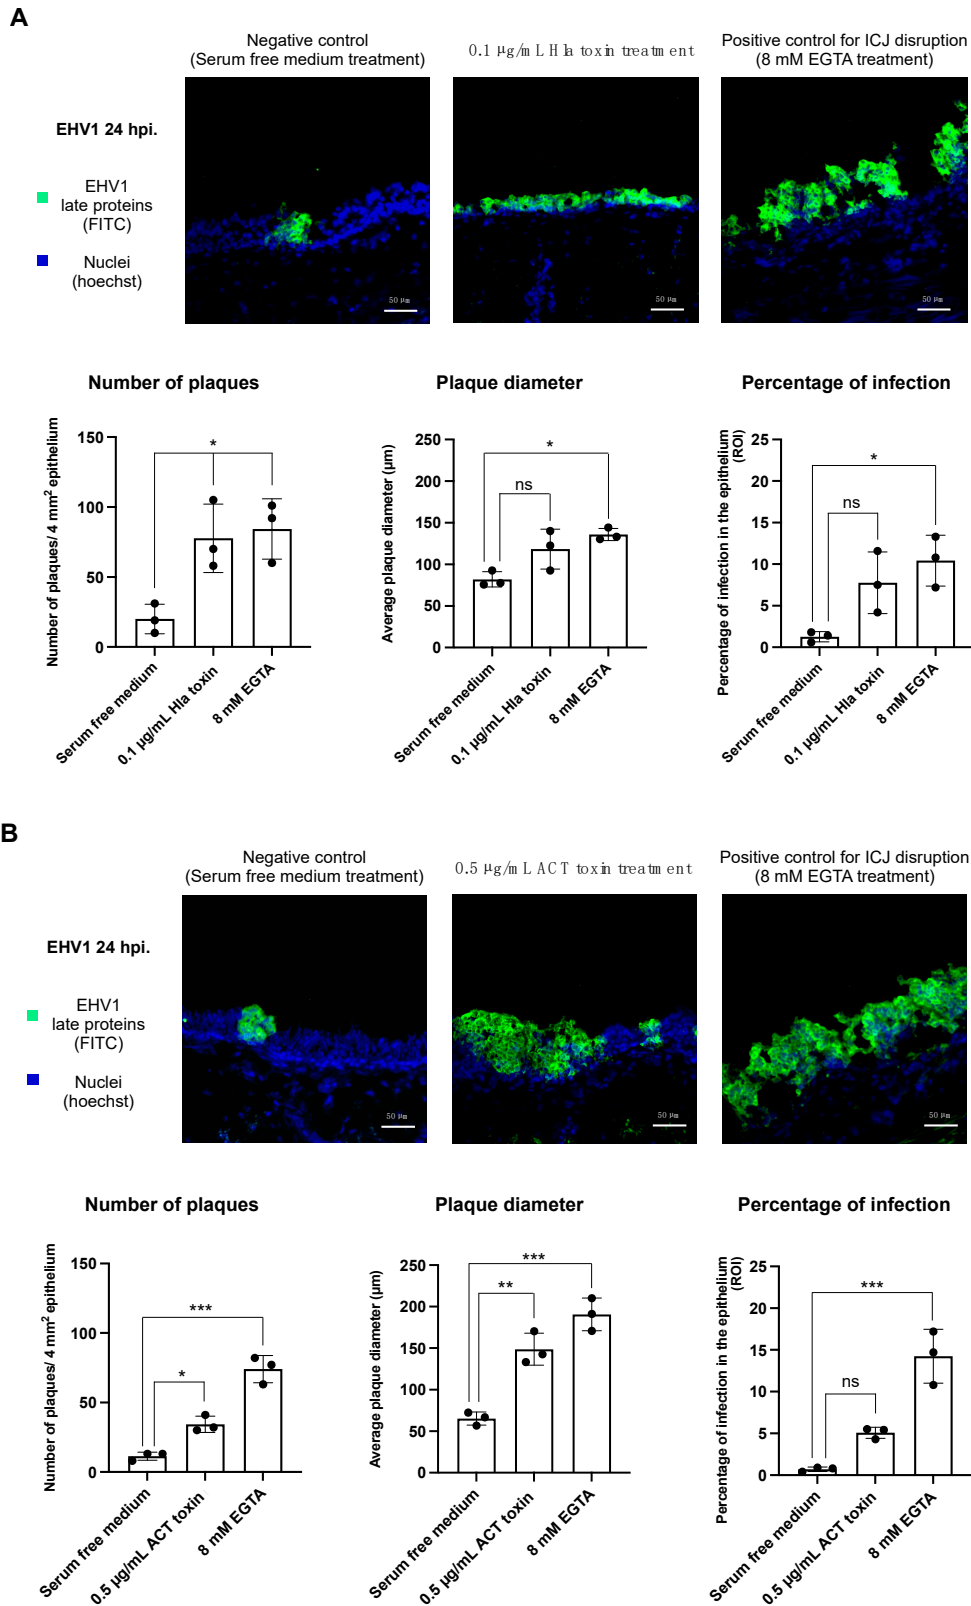 A
Negative control
(Serum free medium treatment)
0.1 µg/mL Hla toxin treatment
Positive control for ICJ disruption
(8 mM EGTA treatment)
EHV1 24 hpi.
EHV1
late proteins
(FITC)
Nuclei
(hoechst)
50 µm
50 µm
50 µm
Number of plaques
Number of plaques/ 4 mm² epithelium
150
100
50
0
*
Serum free medium
0.1 µg/mL Hla toxin
8 mM EGTA
Plaque diameter
Average plaque diameter (µm)
250
200
150
100
50
0
*
ns
Serum free medium
0.1 µg/mL Hla toxin
8 mM EGTA
Percentage of infection
Percentage of infection in the epithelium
(ROI)
25
20
15
10
5
0
*
ns
Serum free medium
0.1 µg/mL Hla toxin
8 mM EGTA
B
Negative control
(Serum free medium treatment)
0.5 µg/mL ACT toxin treatment
Positive control for ICJ disruption
(8 mM EGTA treatment)
EHV1 24 hpi.
EHV1
late proteins
(FITC)
Nuclei
(hoechst)
50 µm
50 µm
50 µm
Number of plaques
Number of plaques/ 4 mm² epithelium
150
100
50
0
***
*
Serum free medium
0.5 µg/mL ACT toxin
8 mM EGTA
Plaque diameter
Average plaque diameter (µm)
250
200
150
100
50
0
***
**
Serum free medium
0.5 µg/mL ACT toxin
8 mM EGTA
Percentage of infection
Percentage of infection in the epithelium
(ROI)
25
20
15
10
5
0
***
ns
Serum free medium
0.5 µg/mL ACT toxin
8 mM EGTA